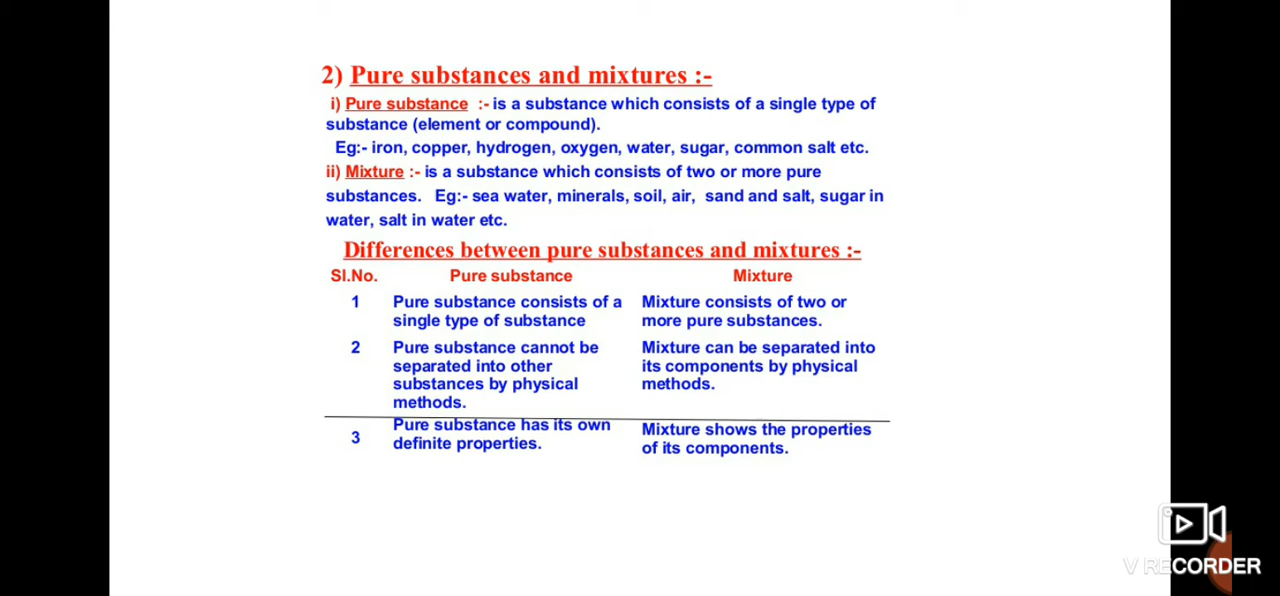 2) Pure substances and mixtures :-
i) Pure substance :- is a substance which consists of a single type of
substance (element or compound).
Eg:- iron, copper, hydrogen, oxygen, water, sugar, common salt etc.
ii) Mixture :- is a substance which consists of two or more pure
substances. Eg:- sea water, minerals, soil, air, sand and salt, sugar in
water, salt in water etc.
Differences between pure substances and mixtures :-
Sl.No. Pure substance Mixture
1 Pure substance consists of a Mixture consists of two or
single type of substance more pure substances.
2 Pure substance cannot be Mixture can be separated into
separated into other its components by physical
substances by physical methods.
methods.
3 Pure substance has its own Mixture shows the properties
definite properties. of its components.
V RECORDER